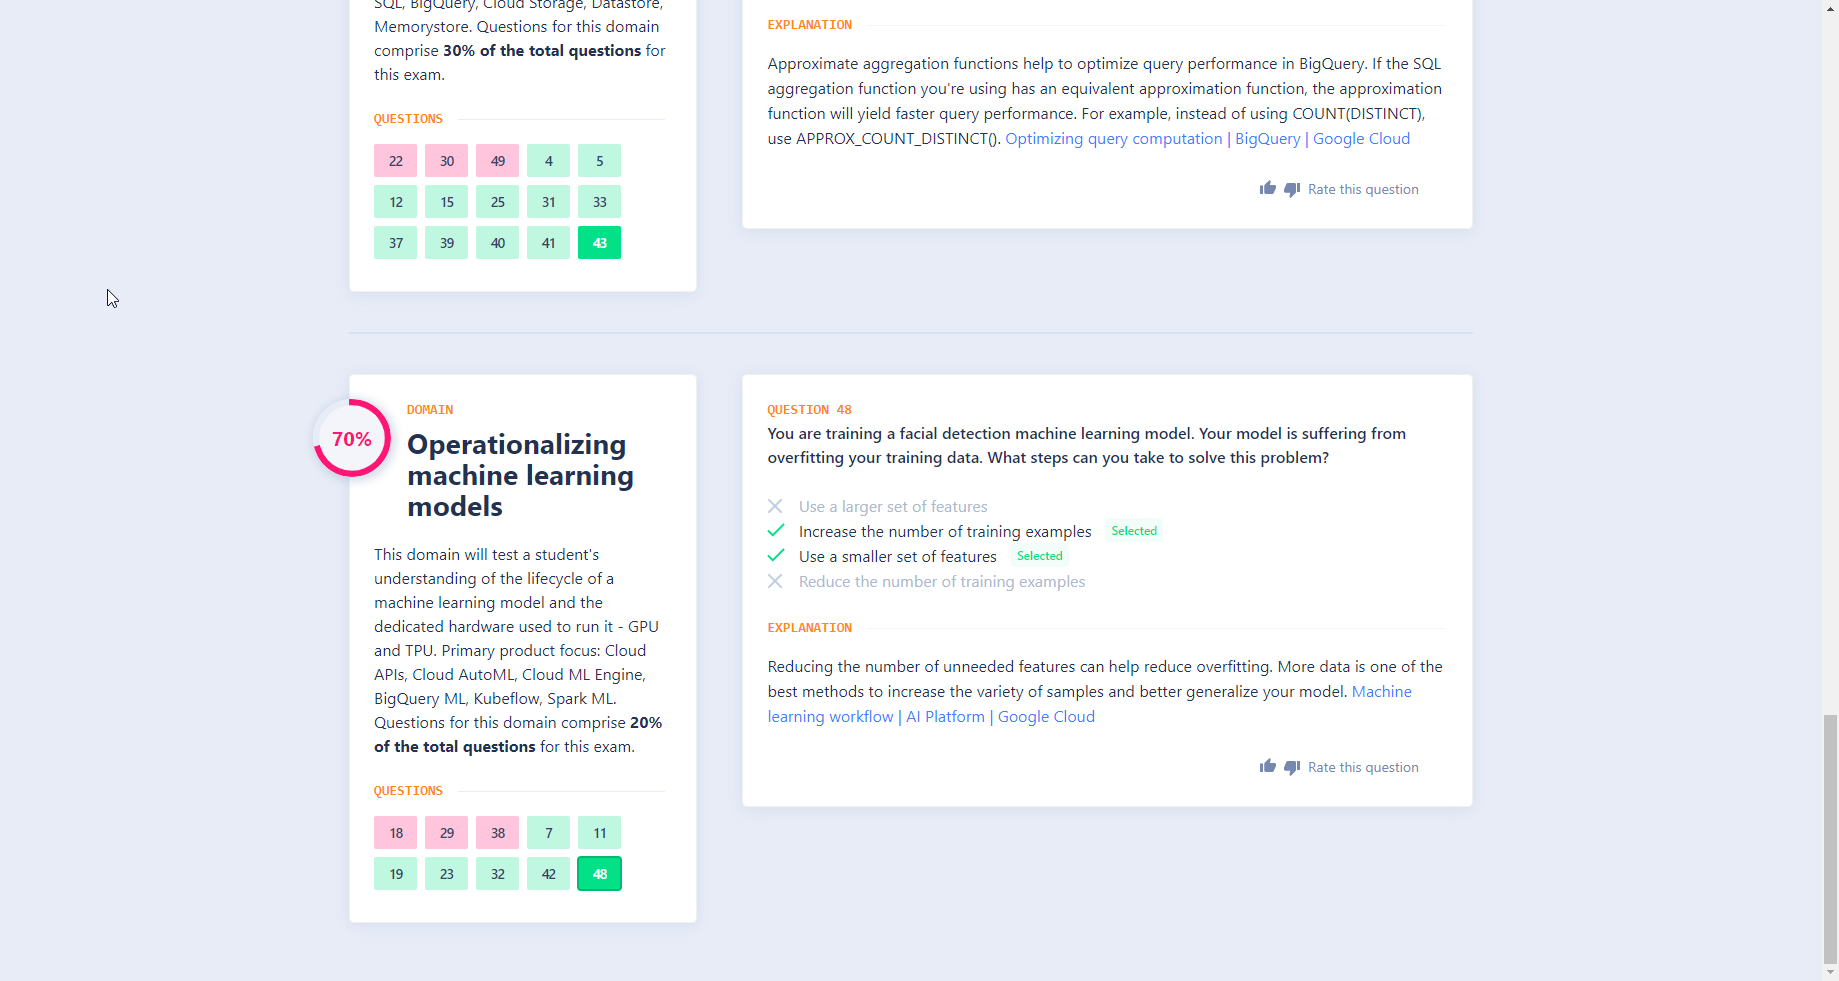 SQL, BigQuery, Cloud Storage, Datastore,
Memorystore. Questions for this domain
comprise 30% of the total questions for
this exam.
QUESTIONS
22 30 49 4 5
12 15 25 31 33
37 39 40 41 43
EXPLANATION
Approximate aggregation functions help to optimize query performance in BigQuery. If the SQL
aggregation function you're using has an equivalent approximation function, the approximation
function will yield faster query performance. For example, instead of using COUNT(DISTINCT),
use APPROX_COUNT_DISTINCT(). Optimizing query computation | BigQuery | Google Cloud
Rate this question
70%
DOMAIN
Operationalizing
machine learning
models
This domain will test a student's
understanding of the lifecycle of a
machine learning model and the
dedicated hardware used to run it - GPU
and TPU. Primary product focus: Cloud
APIs, Cloud AutoML, Cloud ML Engine,
BigQuery ML, Kubeflow, Spark ML.
Questions for this domain comprise 20%
of the total questions for this exam.
QUESTIONS
18 29 38 7 11
19 23 32 42 48
QUESTION 48
You are training a facial detection machine learning model. Your model is suffering from
overfitting your training data. What steps can you take to solve this problem?
Use a larger set of features
Increase the number of training examples Selected
Use a smaller set of features Selected
Reduce the number of training examples
EXPLANATION
Reducing the number of unneeded features can help reduce overfitting. More data is one of the
best methods to increase the variety of samples and better generalize your model. Machine
learning workflow | AI Platform | Google Cloud
Rate this question